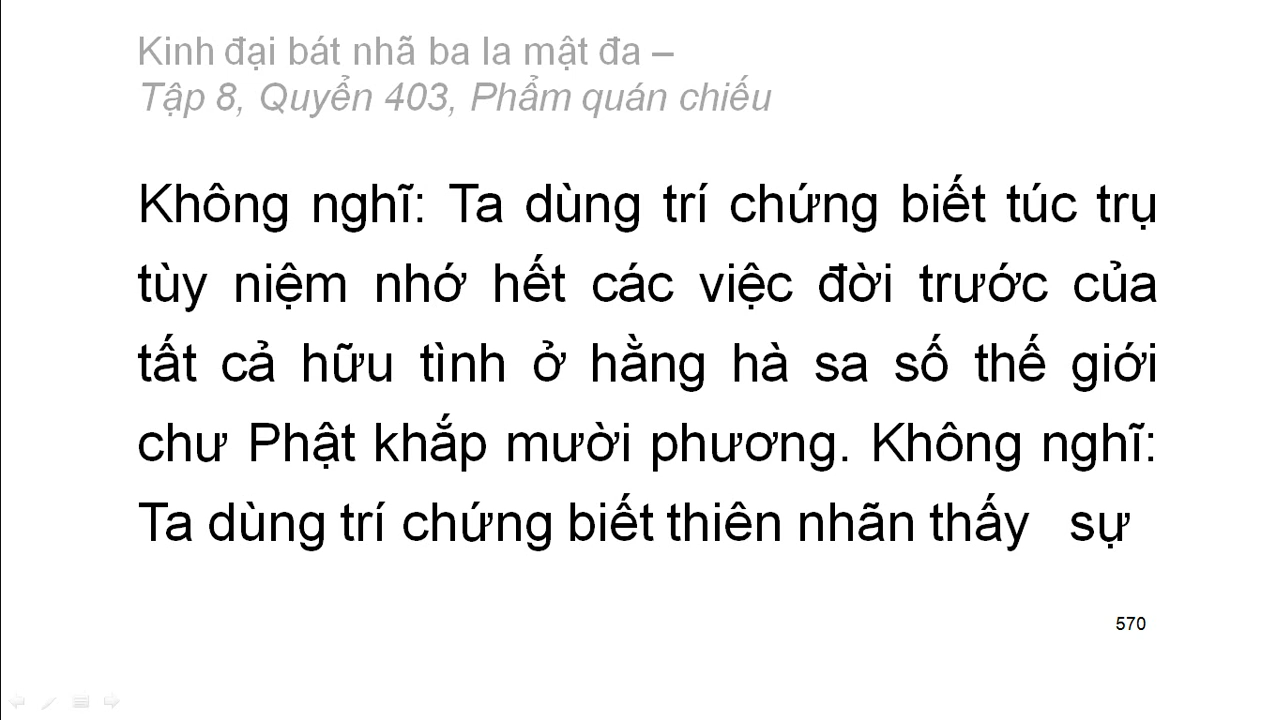 Kinh đại bát nhã ba la mật đa –
Tập 8, Quyển 403, Phẩm quán chiếu
Không nghĩ: Ta dùng trí chứng biết túc trụ
tùy niệm nhớ hết các việc đời trước của
tất cả hữu tình ở hằng hà sa số thế giới
chư Phật khắp mười phương. Không nghĩ:
Ta dùng trí chứng biết thiên nhãn thấy sự
570